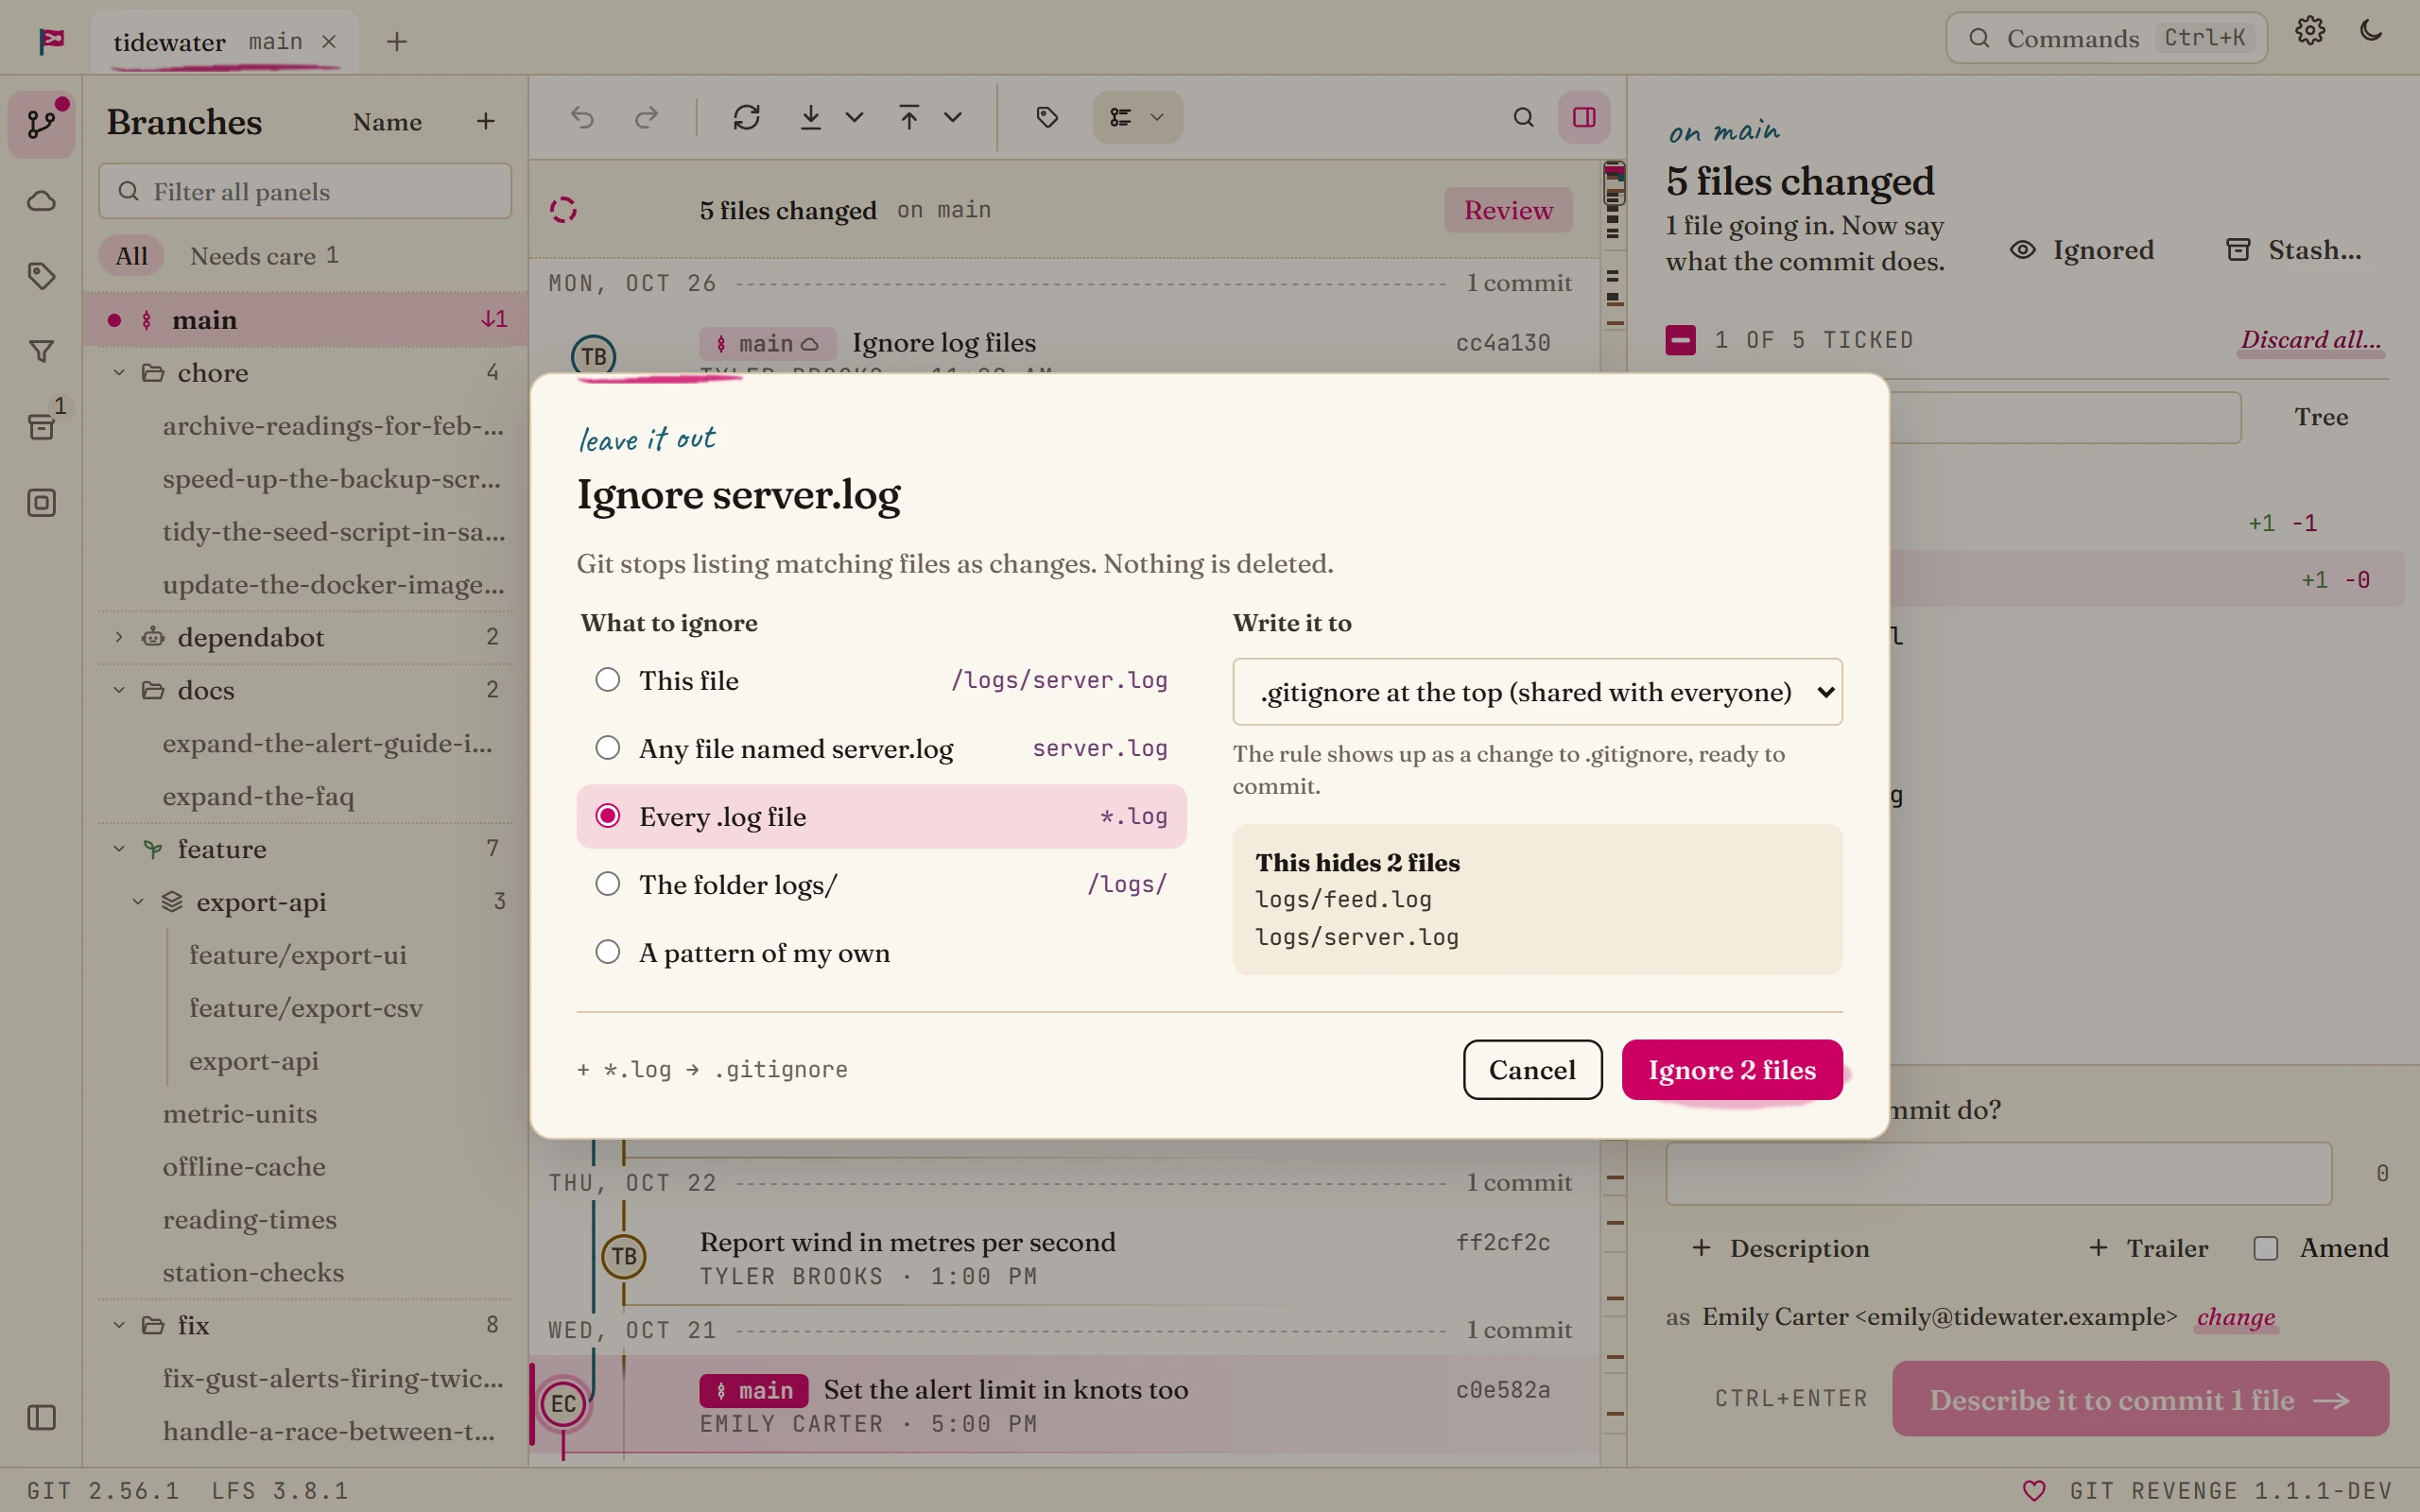 tidewater main
Commands Ctrl+K
Branches Name
Filter all panels
All Needs care 1
main ↓1
chore 4
archive-readings-for-feb-...
speed-up-the-backup-scr...
tidy-the-seed-script-in-sa...
update-the-docker-image...
dependabot 2
docs 2
expand-the-alert-guide-i...
expand-the-faq
feature 7
export-api 3
feature/export-ui
feature/export-csv
export-api
metric-units
offline-cache
reading-times
station-checks
fix 8
fix-gust-alerts-firing-twic...
handle-a-race-between-t...
1
5 files changed on main Review
MON, OCT 26 1 commit
TB main Ignore log files cc4a130
leave it out
Ignore server.log
Git stops listing matching files as changes. Nothing is deleted.
What to ignore
This file /logs/server.log
Any file named server.log server.log
Every .log file *.log
The folder logs/ /logs/
A pattern of my own
Write it to
.gitignore at the top (shared with everyone)
The rule shows up as a change to .gitignore, ready to
commit.
This hides 2 files
logs/feed.log
logs/server.log
+ *.log → .gitignore
Cancel Ignore 2 files
THU, OCT 22 1 commit
TB Report wind in metres per second ff2cf2c
TYLER BROOKS · 1:00 PM
WED, OCT 21 1 commit
EC main Set the alert limit in knots too c0e582a
EMILY CARTER · 5:00 PM
on main
5 files changed
1 file going in. Now say
what the commit does.
Ignored Stash...
1 OF 5 TICKED Discard all...
Tree
+1 -1
+1 -0
l
g
mmit do?
0
+ Description + Trailer Amend
as Emily Carter <emily@tidewater.example> change
CTRL+ENTER Describe it to commit 1 file →
GIT 2.56.1 LFS 3.8.1
GIT REVENGE 1.1.1-DEV